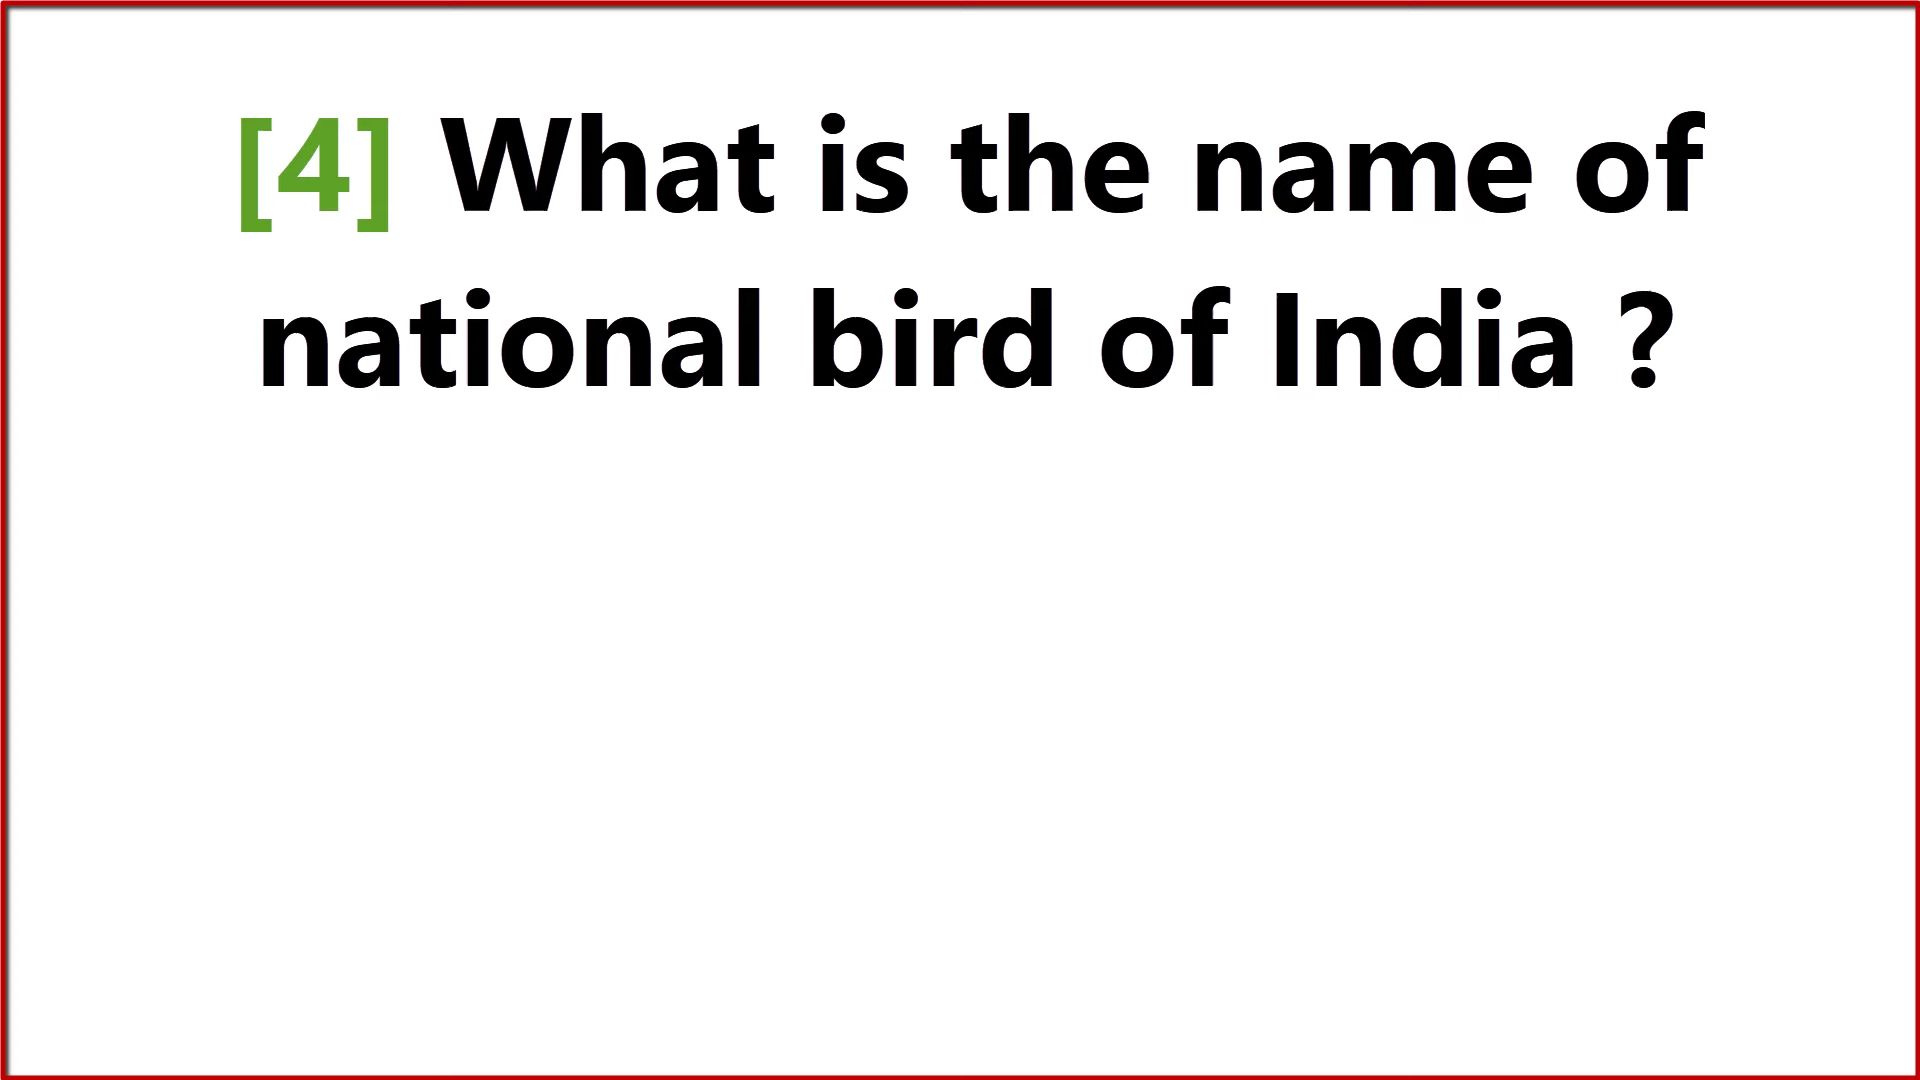 [4] What is the name of
national bird of India ?